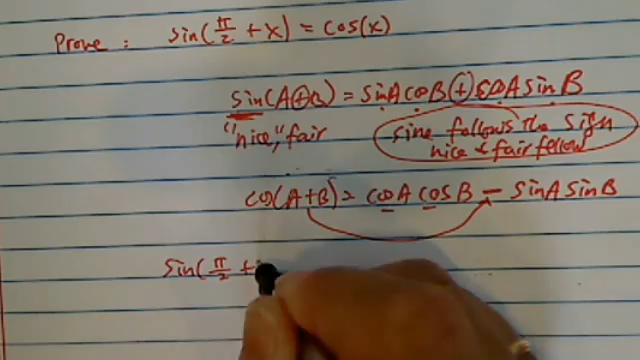 Prove : sin(π/2 + x) = cos(x)
sin(A+B) = sinA cosB + cosA sinB
"nice," fair
sine follows the sign
nice & fair fellow
cos(A+B) = cosA cosB − sinA sinB
sin(π/2 +